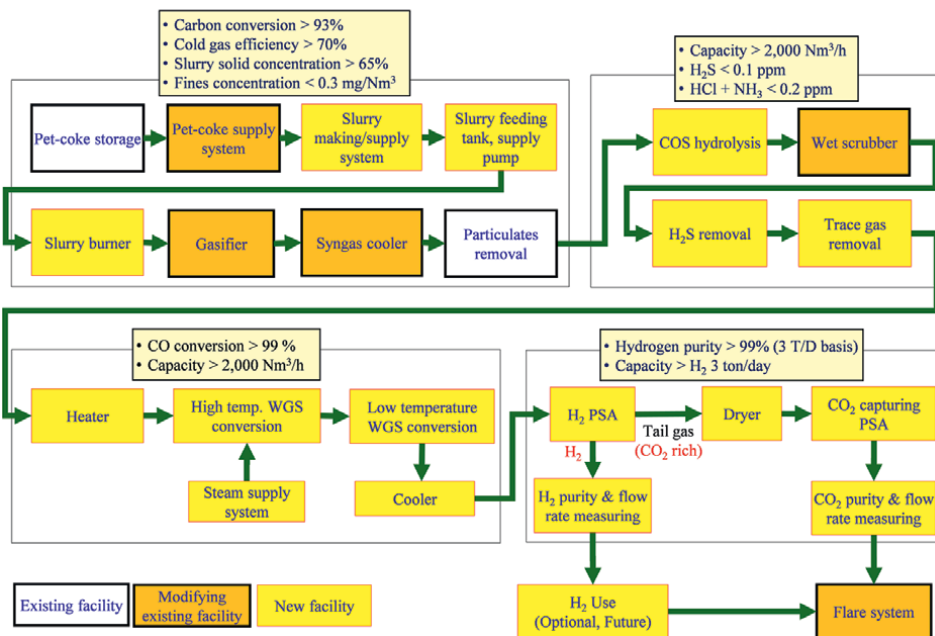 • Carbon conversion > 93%
• Cold gas efficiency > 70%
• Slurry solid concentration > 65%
• Fines concentration < 0.3 mg/Nm³
• Capacity > 2,000 Nm³/h
• H₂S < 0.1 ppm
• HCl + NH₃ < 0.2 ppm
Pet-coke storage
Pet-coke supply
system
Slurry
making/supply
system
Slurry feeding
tank, supply
pump
COS hydrolysis
Wet scrubber
Slurry burner
Gasifier
Syngas cooler
Particulates
removal
H₂S removal
Trace gas
removal
• CO conversion > 99 %
• Capacity > 2,000 Nm³/h
• Hydrogen purity > 99% (3 T/D basis)
• Capacity > H₂ 3 ton/day
Heater
High temp. WGS
conversion
Low temperature
WGS conversion
H₂ PSA
Tail gas
(CO₂ rich)
Dryer
CO₂ capturing
PSA
H₂
Steam supply
system
Cooler
H₂ purity & flow
rate measuring
CO₂ purity & flow
rate measuring
Existing facility
Modifying
existing facility
New facility
H₂ Use
(Optional, Future)
Flare system